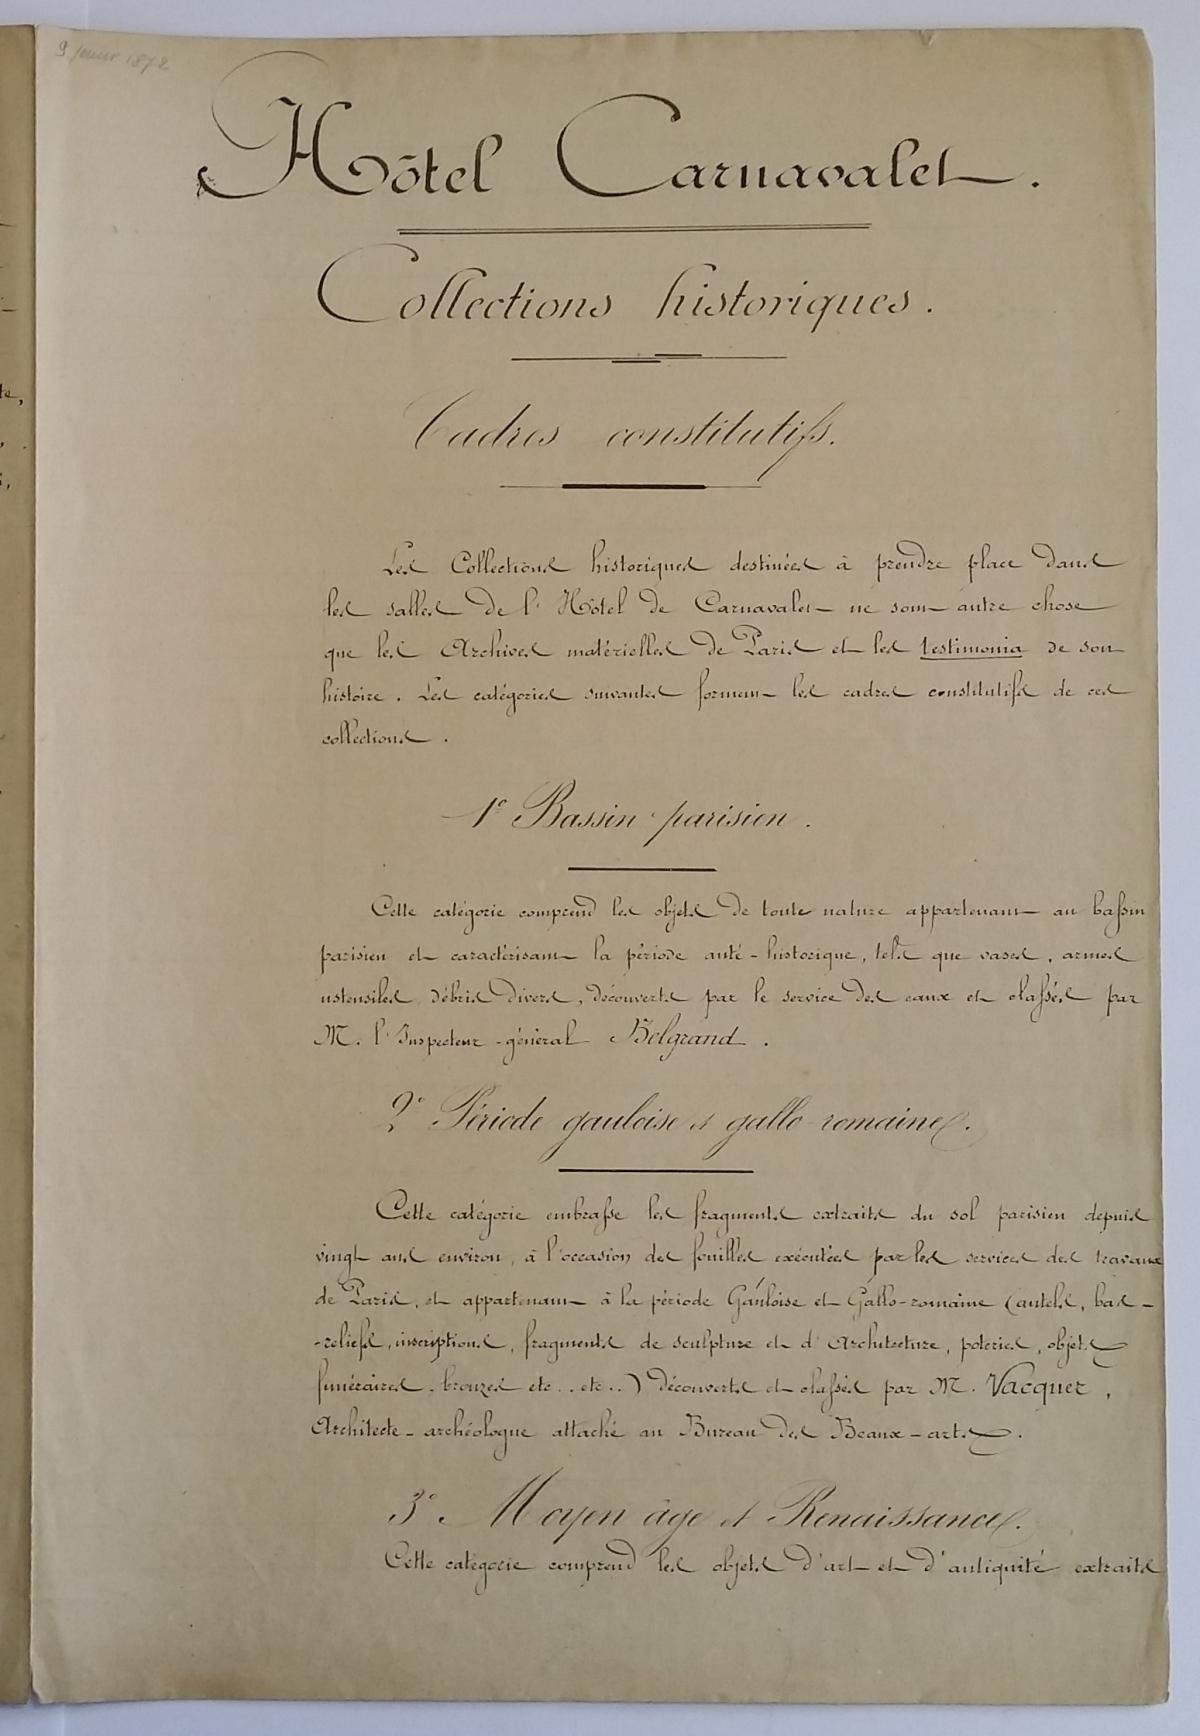 9 janvier 1872
Hôtel Carnavalet.
Collections historiques.
Cadres constitutifs.
Les Collections historiques destinées à prendre place dans
les salles de l'Hôtel de Carnavalet ne sont autre chose
que les Archives matérielles de Paris et les testimonia de son
histoire. Les catégories suivantes forment les cadres constitutifs de ces
collections.
1º Bassin parisien.
Cette catégorie comprend les objets de toute nature appartenant au bassin
parisien et caractérisant la période anté-historique, tels que vases, armes
ustensiles, débris divers, découverts par le service des eaux et classés par
M. l'Inspecteur-général Belgrand.
2º Période gauloise et gallo-romaine.
Cette catégorie embrasse les fragments extraits du sol parisien depuis
vingt ans environ, à l'occasion des fouilles exécutées par les services des travaux
de Paris, et appartenant à la période Gauloise et Gallo-romaine (autels, bas-
-reliefs, inscriptions, fragments de sculpture et d'Architecture, poteries, objets
funéraires, bronzes etc.. etc..) découverts et classés par M. Vacquer,
Architecte-archéologue attaché au Bureau des Beaux-arts.
3º Moyen âge et Renaissance.
Cette catégorie comprend les objets d'art et d'antiquité extraits
te,